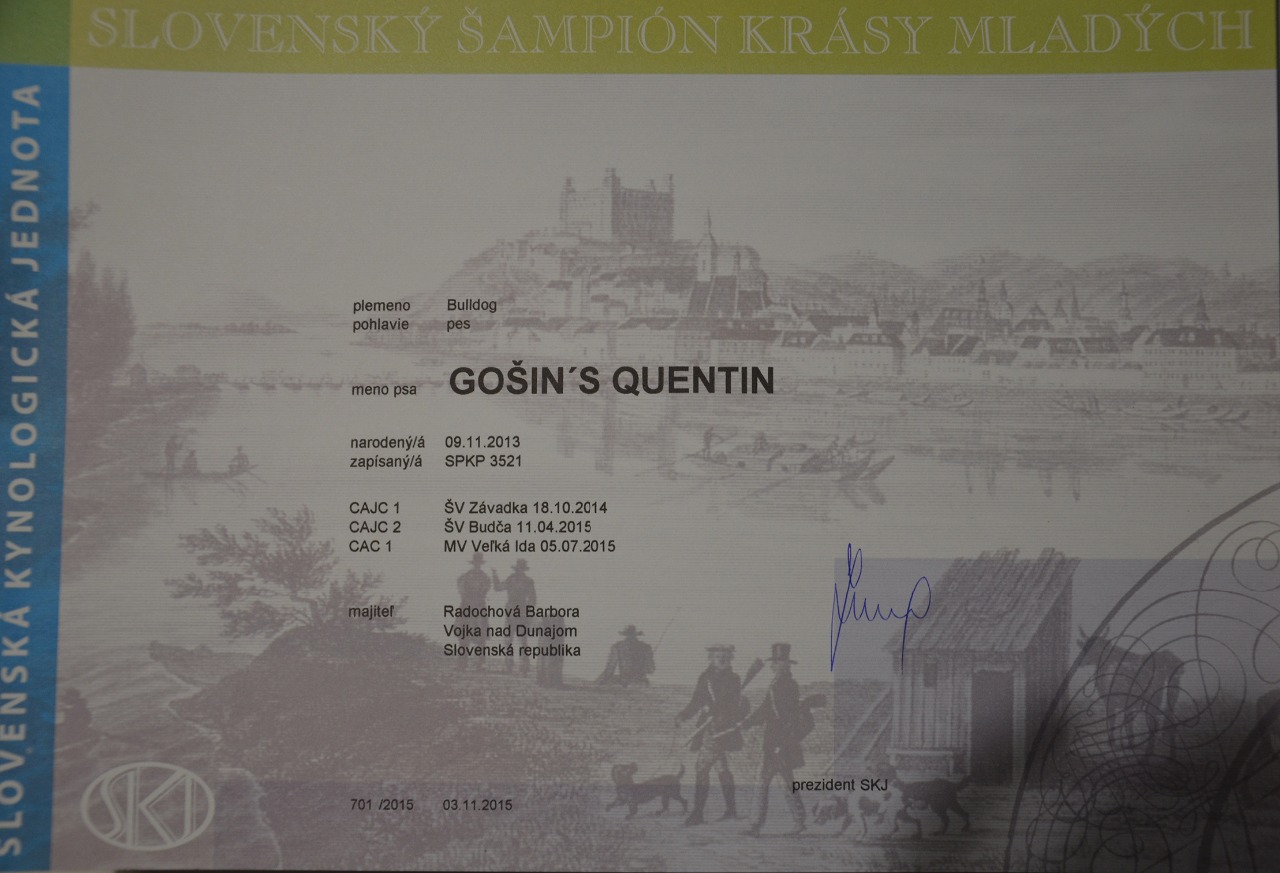 SLOVENSKÝ ŠAMPIÓN KRÁSY MLADÝCH
SLOVENSKÁ KYNOLOGICKÁ JEDNOTA
plemeno Bulldog
pohlavie pes
meno psa GOŠIN´S QUENTIN
narodený/á 09.11.2013
zapísaný/á SPKP 3521
CAJC 1 ŠV Závadka 18.10.2014
CAJC 2 ŠV Budča 11.04.2015
CAC 1 MV Veľká Ida 05.07.2015
majiteľ Radochová Barbora
Vojka nad Dunajom
Slovenská republika
prezident SKJ
701 /2015 03.11.2015
SKJ